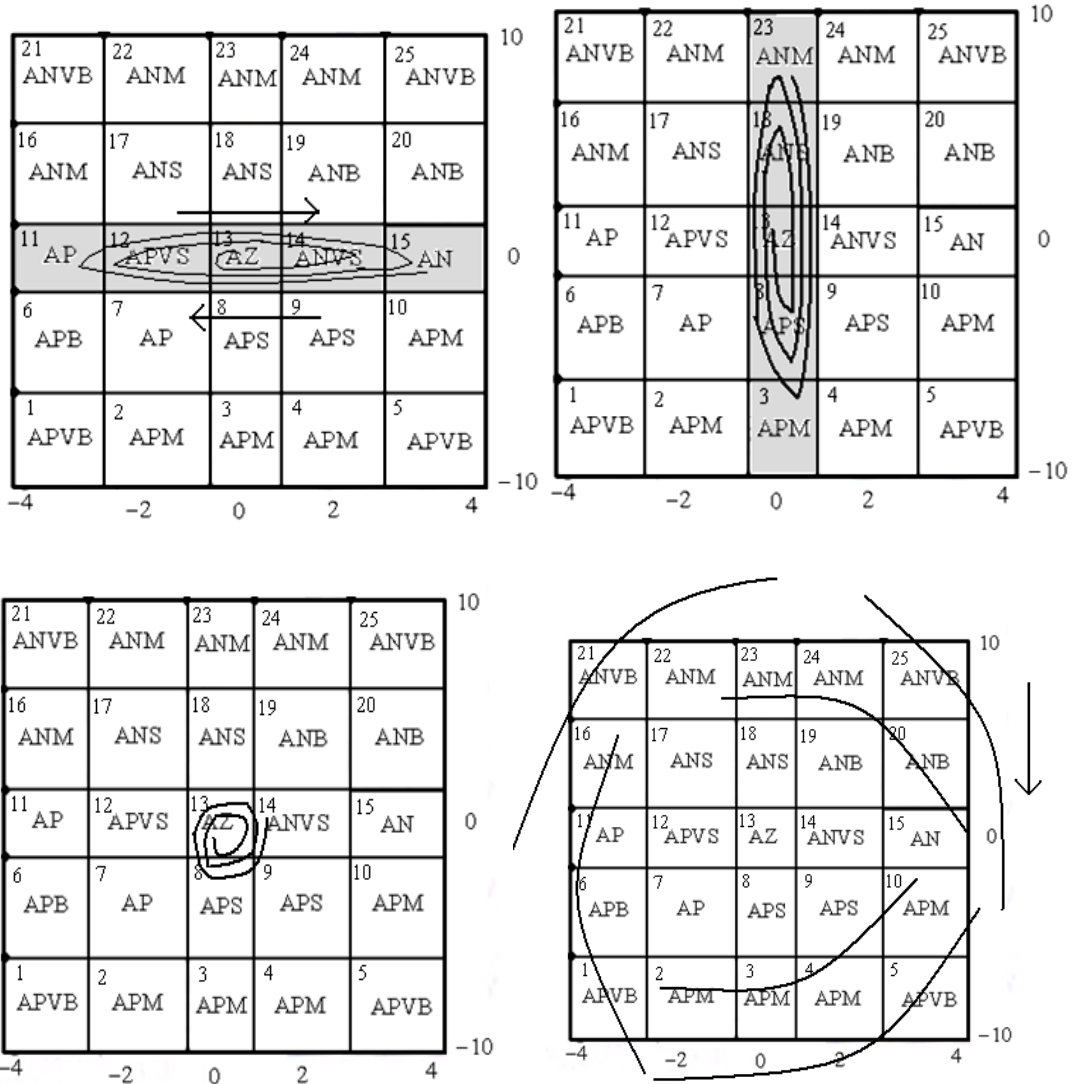 10
21 22 23 24 25
ANVB ANM ANM ANM ANVB
16 17 18 19 20
ANM ANS ANS ANB ANB
11 12 13 14 15
AP APVS AZ ANVS AN
0
6 7 8 9 10
APB AP APS APS APM
1 2 3 4 5
APVB APM APM APM APVB
-10
-4 -2 0 2 4
10
21 22 23 24 25
ANVB ANM ANM ANM ANVB
16 17 18 19 20
ANM ANS ANB ANB
11 12 14 15
AP APVS AZ ANVS AN
0
6 7 8 9 10
APB AP APS APS APM
1 2 3 4 5
APVB APM APM APM APVB
-10
-4 -2 0 2 4
10
21 22 23 24 25
ANVB ANM ANM ANM ANVB
16 17 18 19 20
ANM ANS ANS ANB ANB
11 12 13 14 15
AP APVS AZ ANVS AN
0
6 7 8 9 10
APB AP APS APS APM
1 2 3 4 5
APVB APM APM APM APVB
-10
-4 -2 0 2 4
10
21 22 23 24 25
ANVB ANM ANM ANM ANVB
16 17 18 19 20
ANM ANS ANS ANB ANB
11 12 13 14 15
AP APVS AZ ANVS AN
0
6 7 8 9 10
APB AP APS APS APM
1 2 3 4 5
APVB APM APM APM APVB
-10
-4 -2 0 2 4